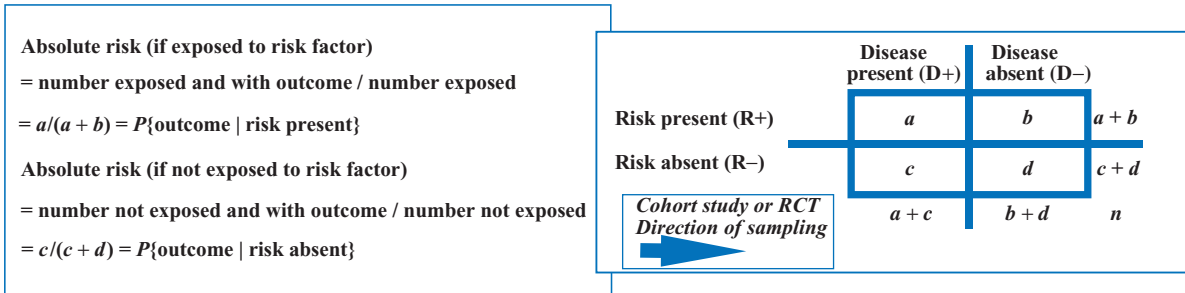 Absolute risk (if exposed to risk factor)
= number exposed and with outcome / number exposed
= a/(a + b) = P{outcome | risk present}
Absolute risk (if not exposed to risk factor)
= number not exposed and with outcome / number not exposed
= c/(c + d) = P{outcome | risk absent}
Disease present (D+)
Disease absent (D−)
Risk present (R+) a b a + b
Risk absent (R−) c d c + d
a + c b + d n
Cohort study or RCT
Direction of sampling